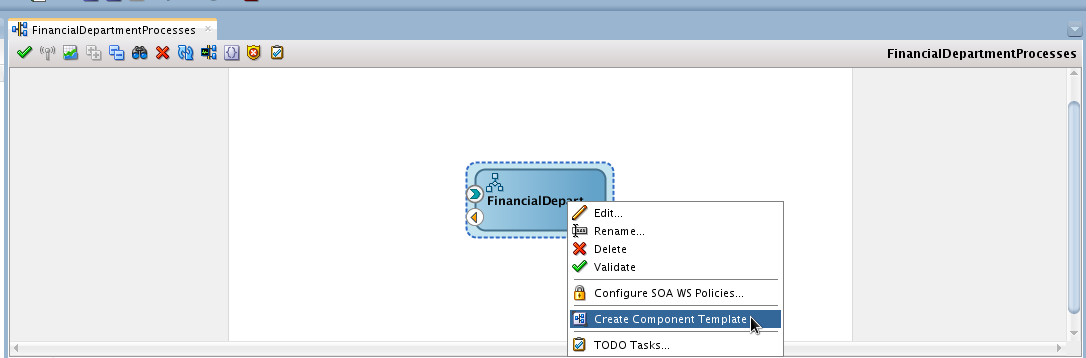 FinancialDepartmentProcesses
FinancialDepartmentProcesses
FinancialDepart
Edit...
Rename...
Delete
Validate
Configure SOA WS Policies...
Create Component Template
TODO Tasks...